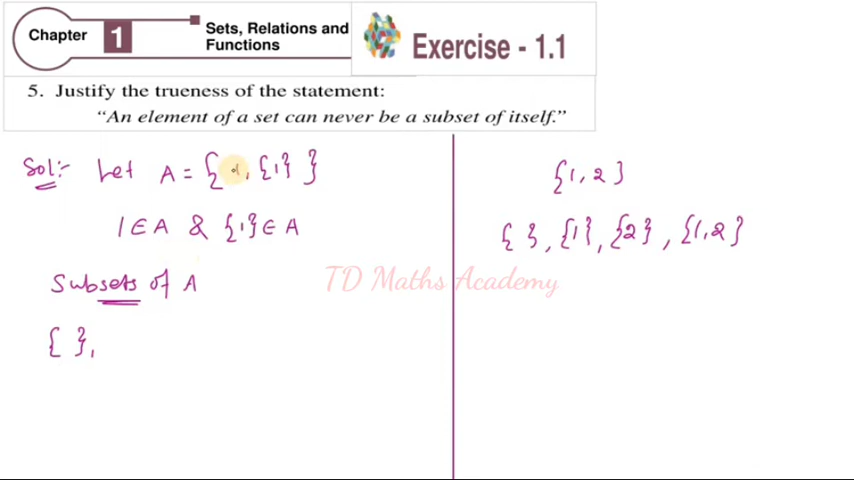 Chapter 1 Sets, Relations and Functions
Exercise - 1.1
5. Justify the trueness of the statement:
“An element of a set can never be a subset of itself.”
Sol:- Let A = { 1, {1} }
1 ∈ A & {1} ∈ A
Subsets of A
{ },
{1, 2}
{ }, {1}, {2}, {1, 2}
TD Maths Academy